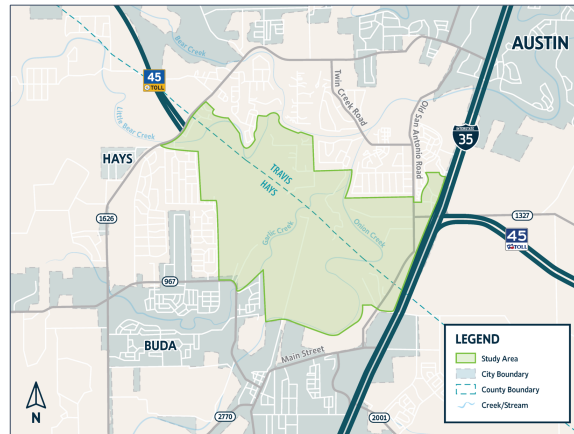 AUSTIN
Bear Creek
45
TOLL
Little Bear Creek
Twin Creek Road
Old San Antonio Road
INTERSTATE
35
HAYS
TRAVIS
HAYS
1626
Garlic Creek
Onion Creek
1327
45
TOLL
967
BUDA
Main Street
2770
2001
N
LEGEND
Study Area
City Boundary
County Boundary
Creek/Stream